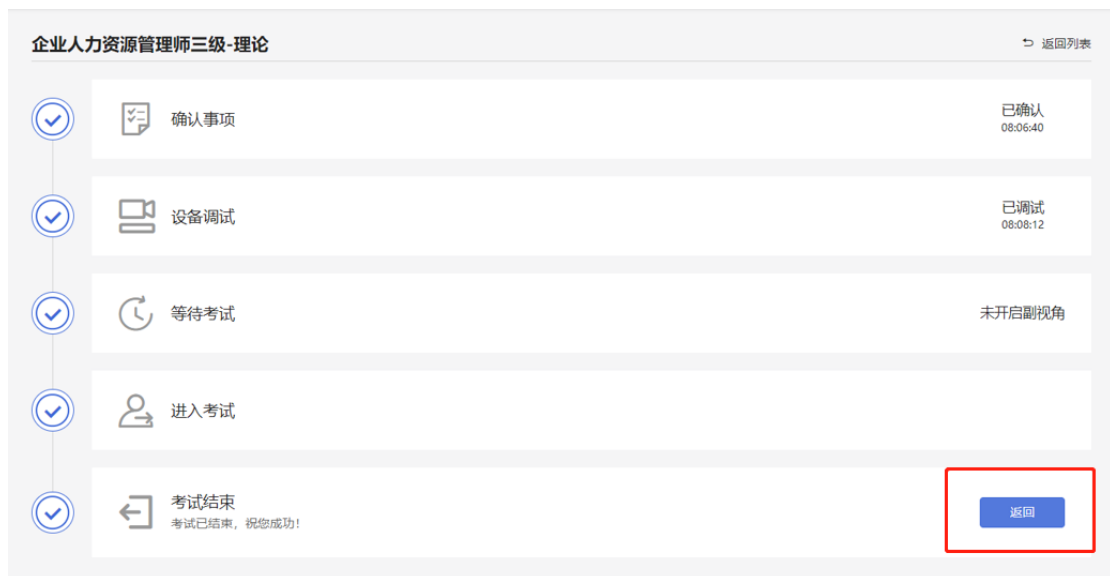 企业人力资源管理师三级-理论
返回列表
确认事项
已确认
08:06:40
设备调试
已调试
08:08:12
等待考试
未开启副视角
进入考试
考试结束
考试已结束，祝您成功！
返回